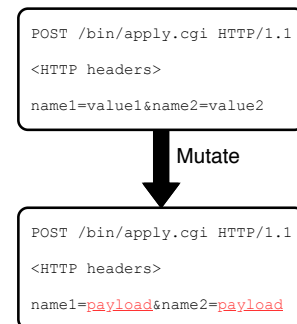 POST /bin/apply.cgi HTTP/1.1
<HTTP headers>
name1=value1&name2=value2
Mutate
POST /bin/apply.cgi HTTP/1.1
<HTTP headers>
name1=payload&name2=payload